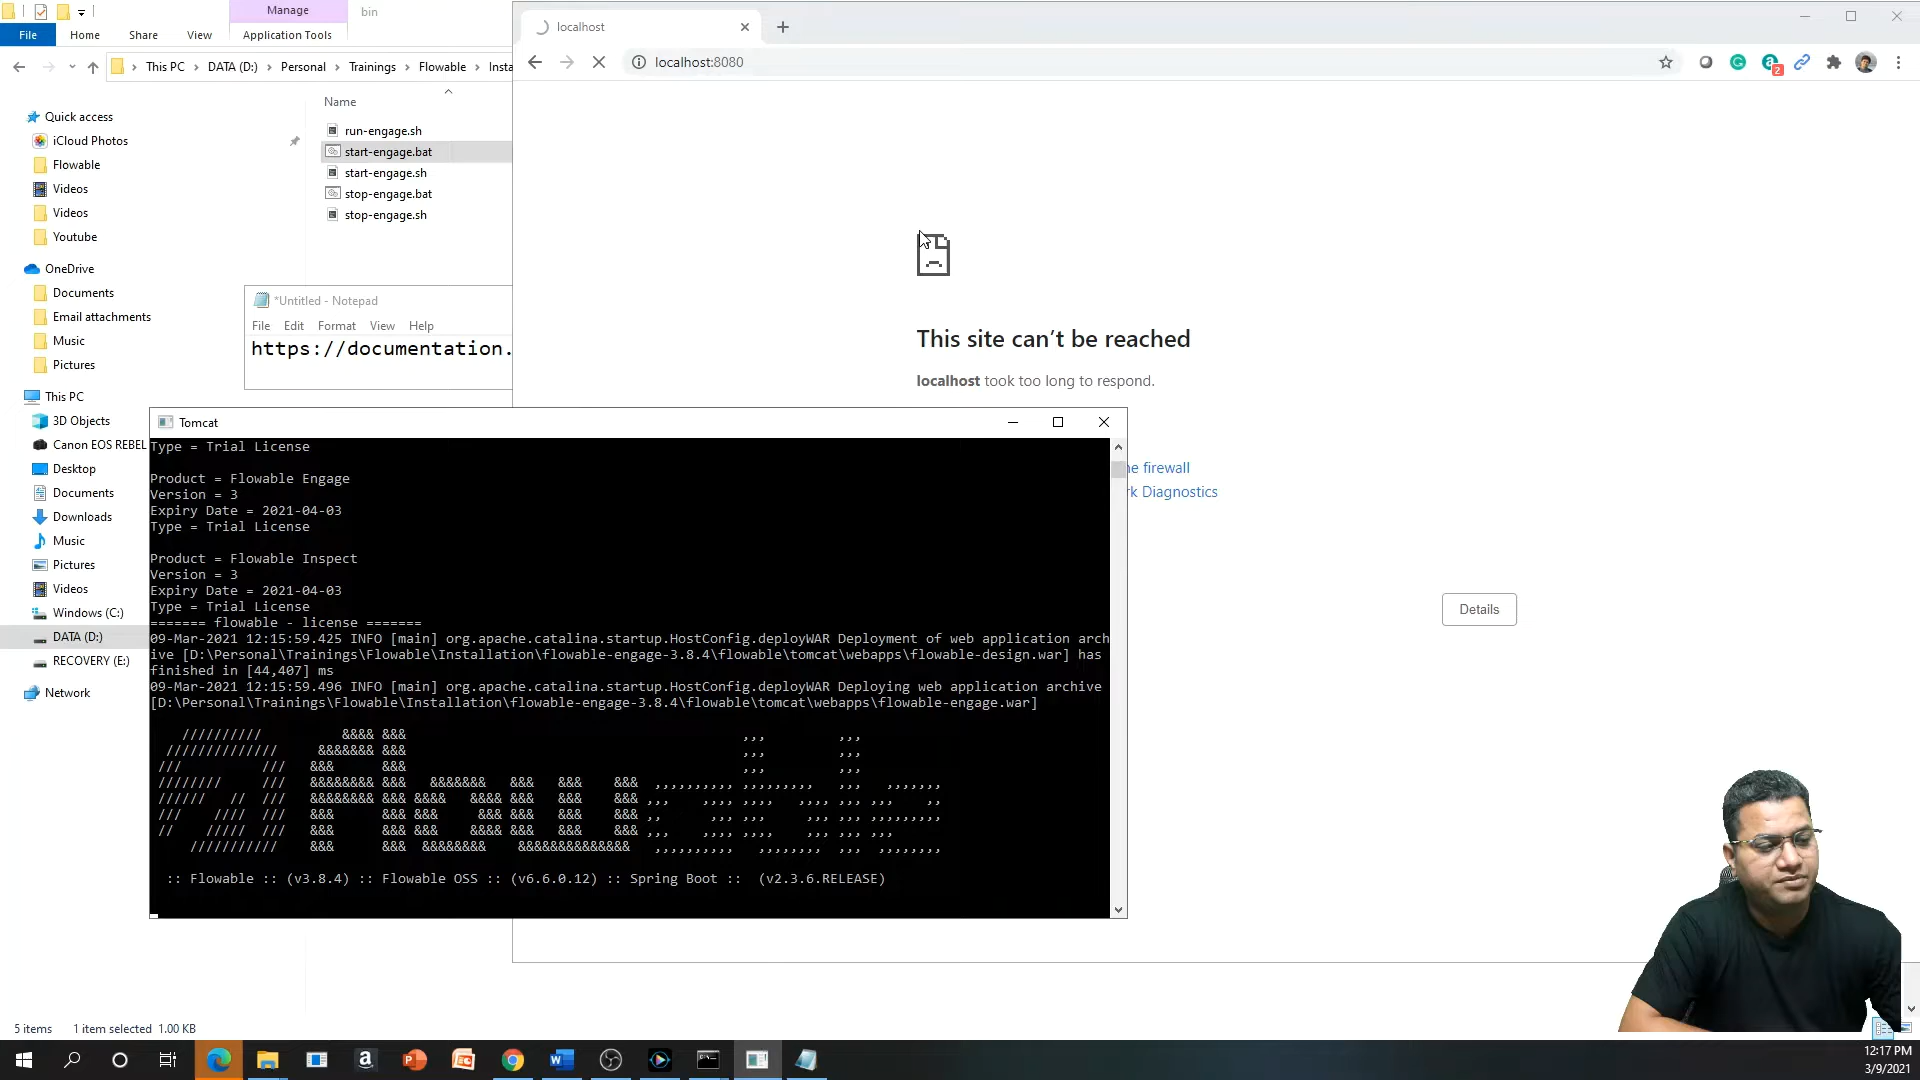 Manage
bin
File
Home
Share
View
Application Tools
This PC
DATA (D:)
Personal
Trainings
Flowable
Insta
Name
Quick access
iCloud Photos
Flowable
Videos
Videos
Youtube
OneDrive
Documents
Email attachments
Music
Pictures
This PC
3D Objects
Canon EOS REBEL
Desktop
Documents
Downloads
Music
Pictures
Videos
Windows (C:)
DATA (D:)
RECOVERY (E:)
Network
run-engage.sh
start-engage.bat
start-engage.sh
stop-engage.bat
stop-engage.sh
*Untitled - Notepad
File Edit Format View Help
https://documentation.
localhost
localhost:8080
2
This site can't be reached
localhost took too long to respond.
he firewall
rk Diagnostics
Details
Tomcat
Type = Trial License
Product = Flowable Engage
Version = 3
Expiry Date = 2021-04-03
Type = Trial License
Product = Flowable Inspect
Version = 3
Expiry Date = 2021-04-03
Type = Trial License
======= flowable - license =======
09-Mar-2021 12:15:59.425 INFO [main] org.apache.catalina.startup.HostConfig.deployWAR Deployment of web application arch
ive [D:\Personal\Trainings\Flowable\Installation\flowable-engage-3.8.4\flowable\tomcat\webapps\flowable-design.war] has
finished in [44,407] ms
09-Mar-2021 12:15:59.496 INFO [main] org.apache.catalina.startup.HostConfig.deployWAR Deploying web application archive
[D:\Personal\Trainings\Flowable\Installation\flowable-engage-3.8.4\flowable\tomcat\webapps\flowable-engage.war]
Flowable
:: Flowable :: (v3.8.4) :: Flowable OSS :: (v6.6.0.12) :: Spring Boot :: (v2.3.6.RELEASE)
5 items 1 item selected 1.00 KB
12:17 PM
3/9/2021